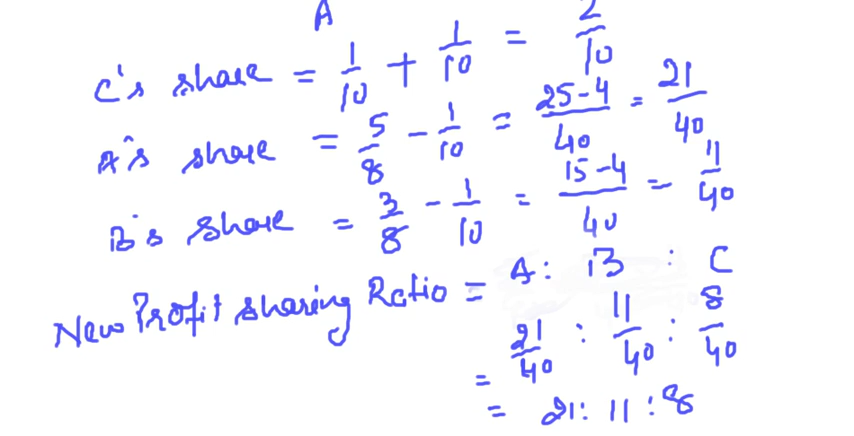 A
C's share = 1/10 + 1/10 = 2/10
A's share = 5/8 - 1/10 = 25-4/40 = 21/40
B's share = 3/8 - 1/10 = 15-4/40 = 11/40
New Profit Sharing Ratio = A : B : C
= 21/40 : 11/40 : 8/40
= 21 : 11 : 8